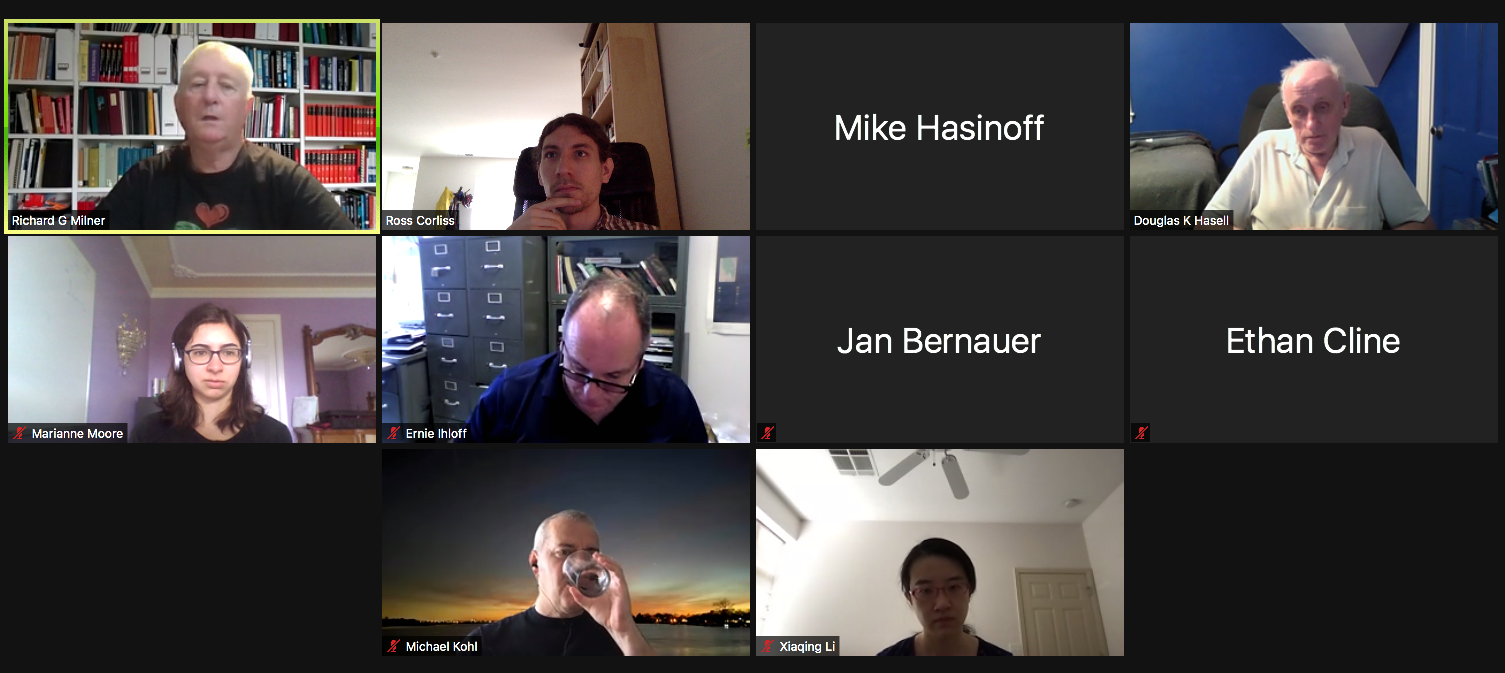 Mike Hasinoff
Richard G Milner
Ross Corliss
Douglas K Hasell
Jan Bernauer
Ethan Cline
Marianne Moore
Ernie Ihloff
Michael Kohl
Xiaqing Li